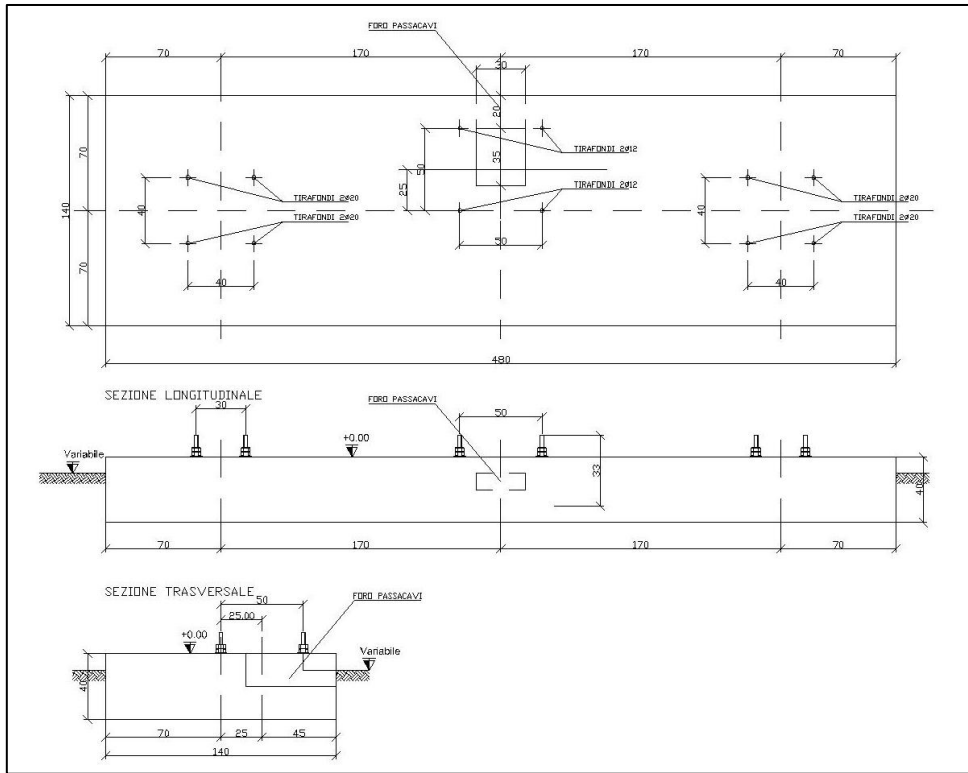 FORO PASSACAVI
70 170 170 70
30
20
70
50
35
TIRAFONDI 2ø12
25
TIRAFONDI 2ø12
140
40
TIRAFONDI 2ø20
TIRAFONDI 2ø20
40
TIRAFONDI 2ø20
TIRAFONDI 2ø20
50
70
40
40
480
SEZIONE LONGITUDINALE
FORO PASSACAVI
30
50
+0.00
Variabile
33
40
70 170 170 70
SEZIONE TRASVERSALE
FORO PASSACAVI
50
25.00
+0.00
Variabile
40
70 25 45
140